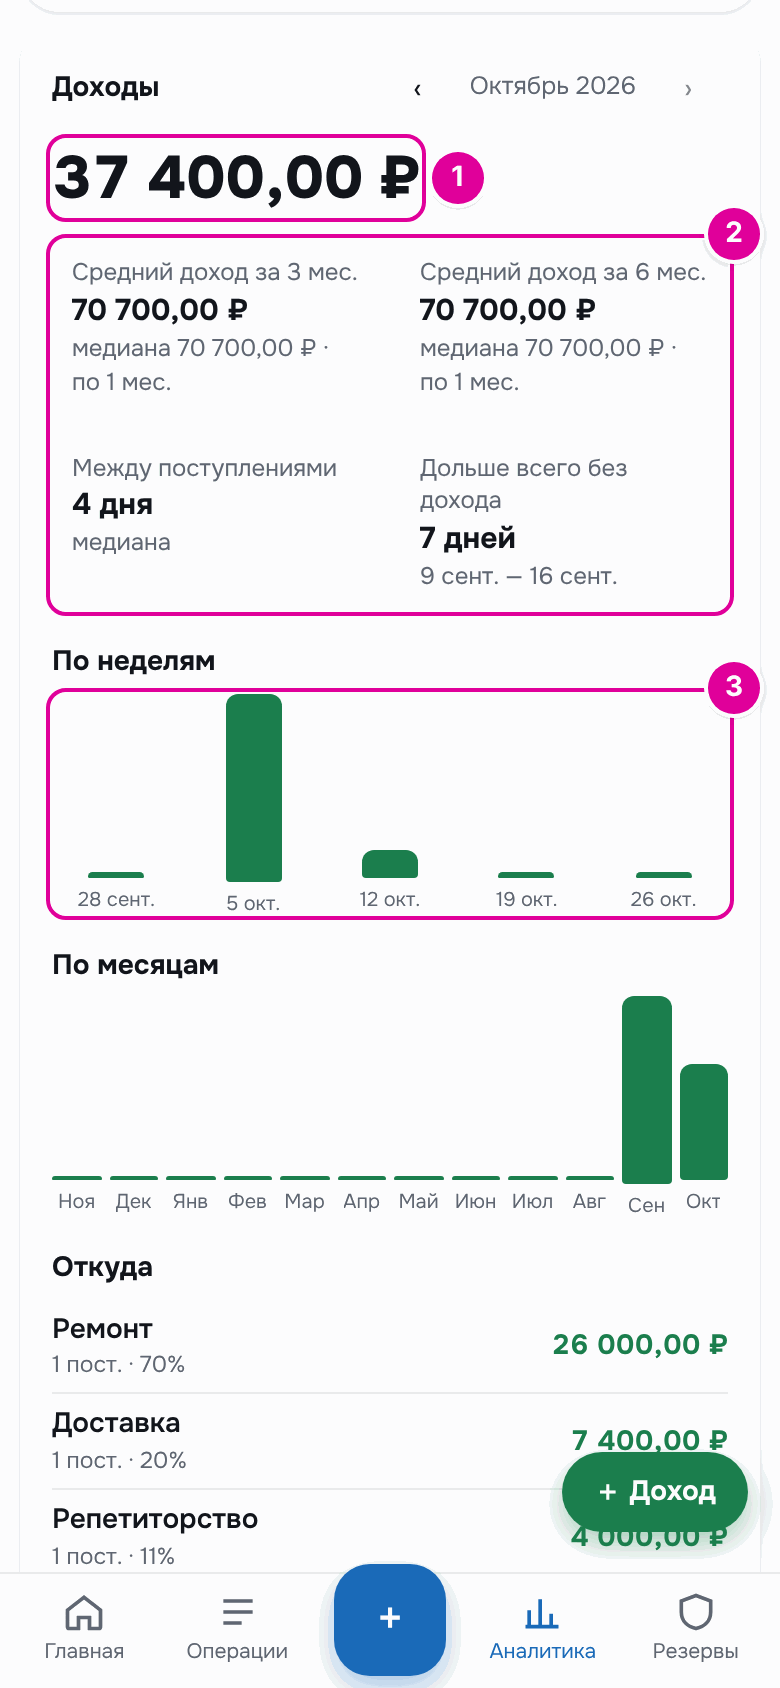 Доходы
‹ Октябрь 2026 ›
37 400,00 ₽
1
2
Средний доход за 3 мес.
70 700,00 ₽
медиана 70 700,00 ₽ ·
по 1 мес.
Средний доход за 6 мес.
70 700,00 ₽
медиана 70 700,00 ₽ ·
по 1 мес.
Между поступлениями
4 дня
медиана
Дольше всего без
дохода
7 дней
9 сент. — 16 сент.
По неделям
3
28 сент. 5 окт. 12 окт. 19 окт. 26 окт.
По месяцам
Ноя Дек Янв Фев Мар Апр Май Июн Июл Авг Сен Окт
Откуда
Ремонт
26 000,00 ₽
1 пост. · 70%
Доставка
7 400,00 ₽
1 пост. · 20%
+ Доход
Репетиторство
4 000,00 ₽
1 пост. · 11%
+
Главная Операции Аналитика Резервы